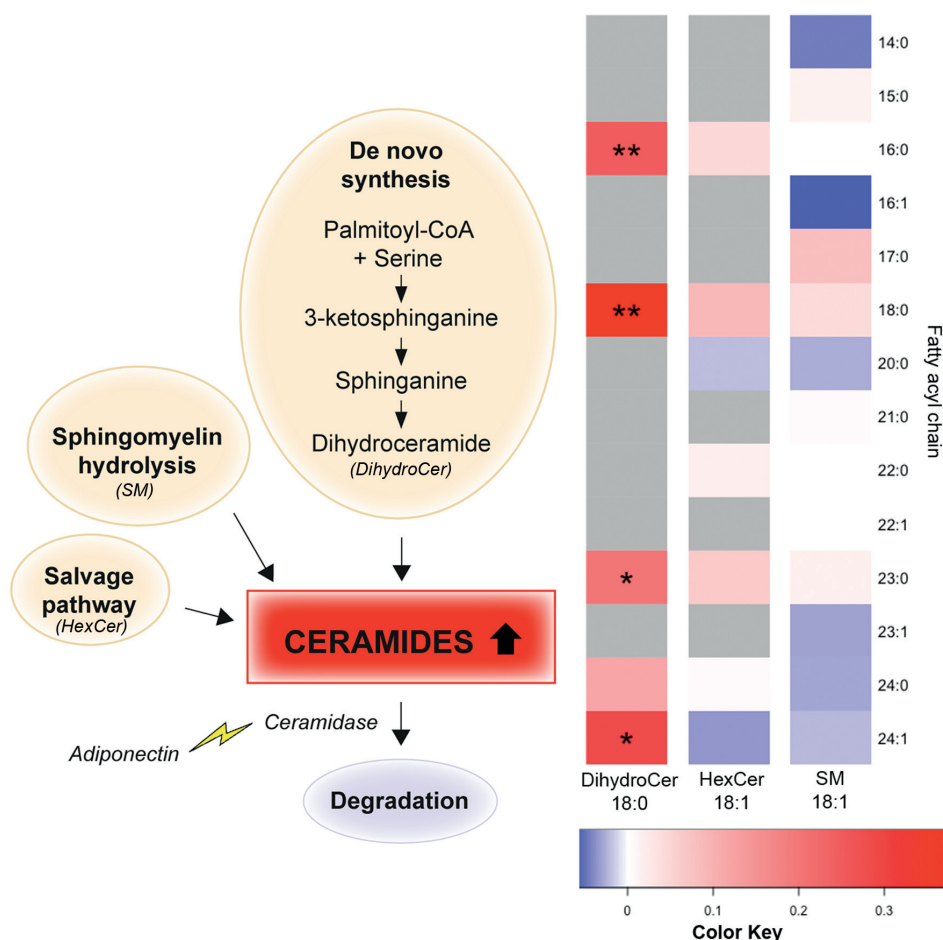 De novo
synthesis
Palmitoyl-CoA
+ Serine
3-ketosphinganine
Sphinganine
Dihydroceramide
(DihydroCer)
Sphingomyelin
hydrolysis
(SM)
Salvage
pathway
(HexCer)
CERAMIDES
Ceramidase
Adiponectin
Degradation
14:0
15:0
**
16:0
16:1
17:0
**
18:0
20:0
21:0
22:0
22:1
*
23:0
23:1
24:0
*
24:1
Fatty acyl chain
DihydroCer
18:0
HexCer
18:1
SM
18:1
0 0.1 0.2 0.3
Color Key